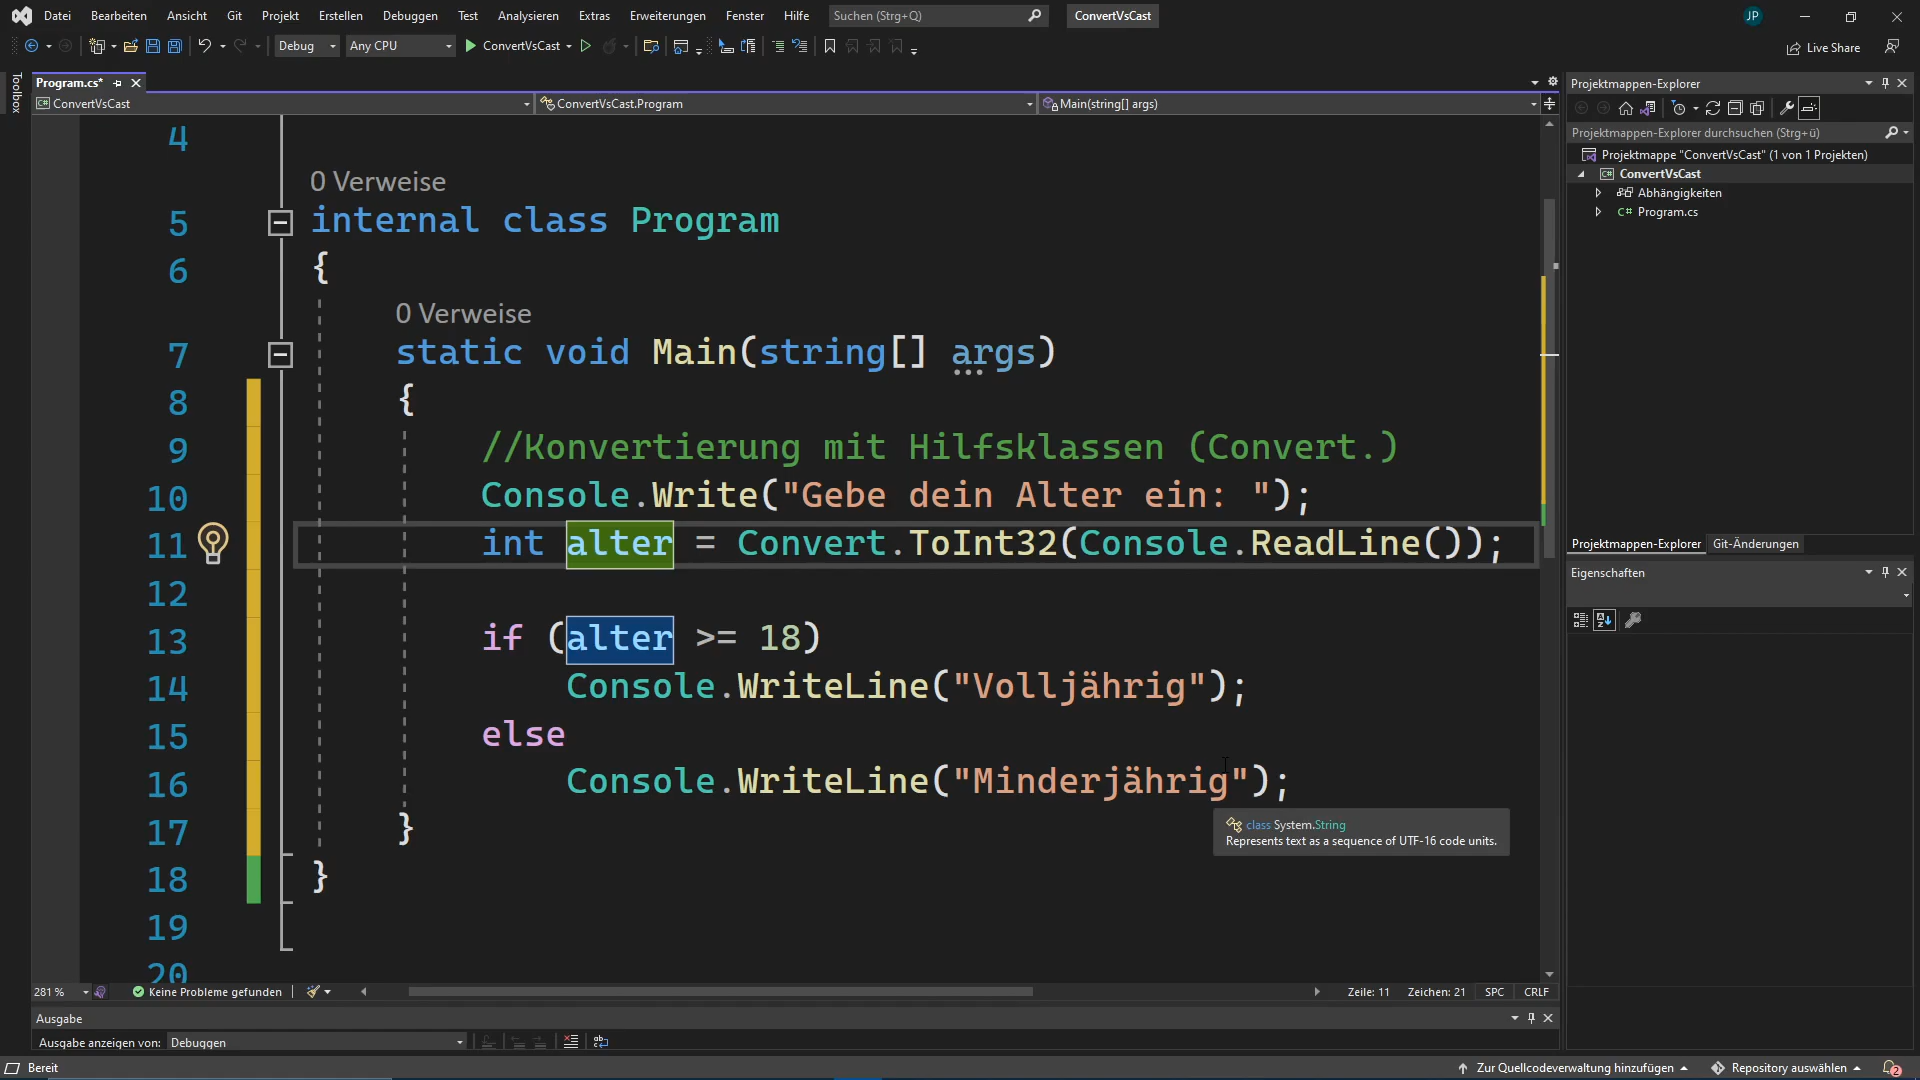 Datei Bearbeiten Ansicht Git Projekt Erstellen Debuggen Test Analysieren Extras Erweiterungen Fenster Hilfe Suchen (Strg+Q) ConvertVsCast JP
Debug Any CPU ConvertVsCast Live Share
Toolbox
Program.cs*
ConvertVsCast ConvertVsCast.Program Main(string[] args)
4
0 Verweise
5 internal class Program
6 {
0 Verweise
7 static void Main(string[] args)
8 {
9 //Konvertierung mit Hilfsklassen (Convert.)
10 Console.Write("Gebe dein Alter ein: ");
11 int alter = Convert.ToInt32(Console.ReadLine());
12
13 if (alter >= 18)
14 Console.WriteLine("Volljährig");
15 else
16 Console.WriteLine("Minderjährig");
17 }
18 }
19
20
class System.String
Represents text as a sequence of UTF-16 code units.
281 % Keine Probleme gefunden Zeile: 11 Zeichen: 21 SPC CRLF
Ausgabe
Ausgabe anzeigen von: Debuggen
Projektmappen-Explorer
Projektmappen-Explorer durchsuchen (Strg+ü)
Projektmappe "ConvertVsCast" (1 von 1 Projekten)
C# ConvertVsCast
Abhängigkeiten
C# Program.cs
Projektmappen-Explorer Git-Änderungen
Eigenschaften
Bereit Zur Quellcodeverwaltung hinzufügen Repository auswählen 2